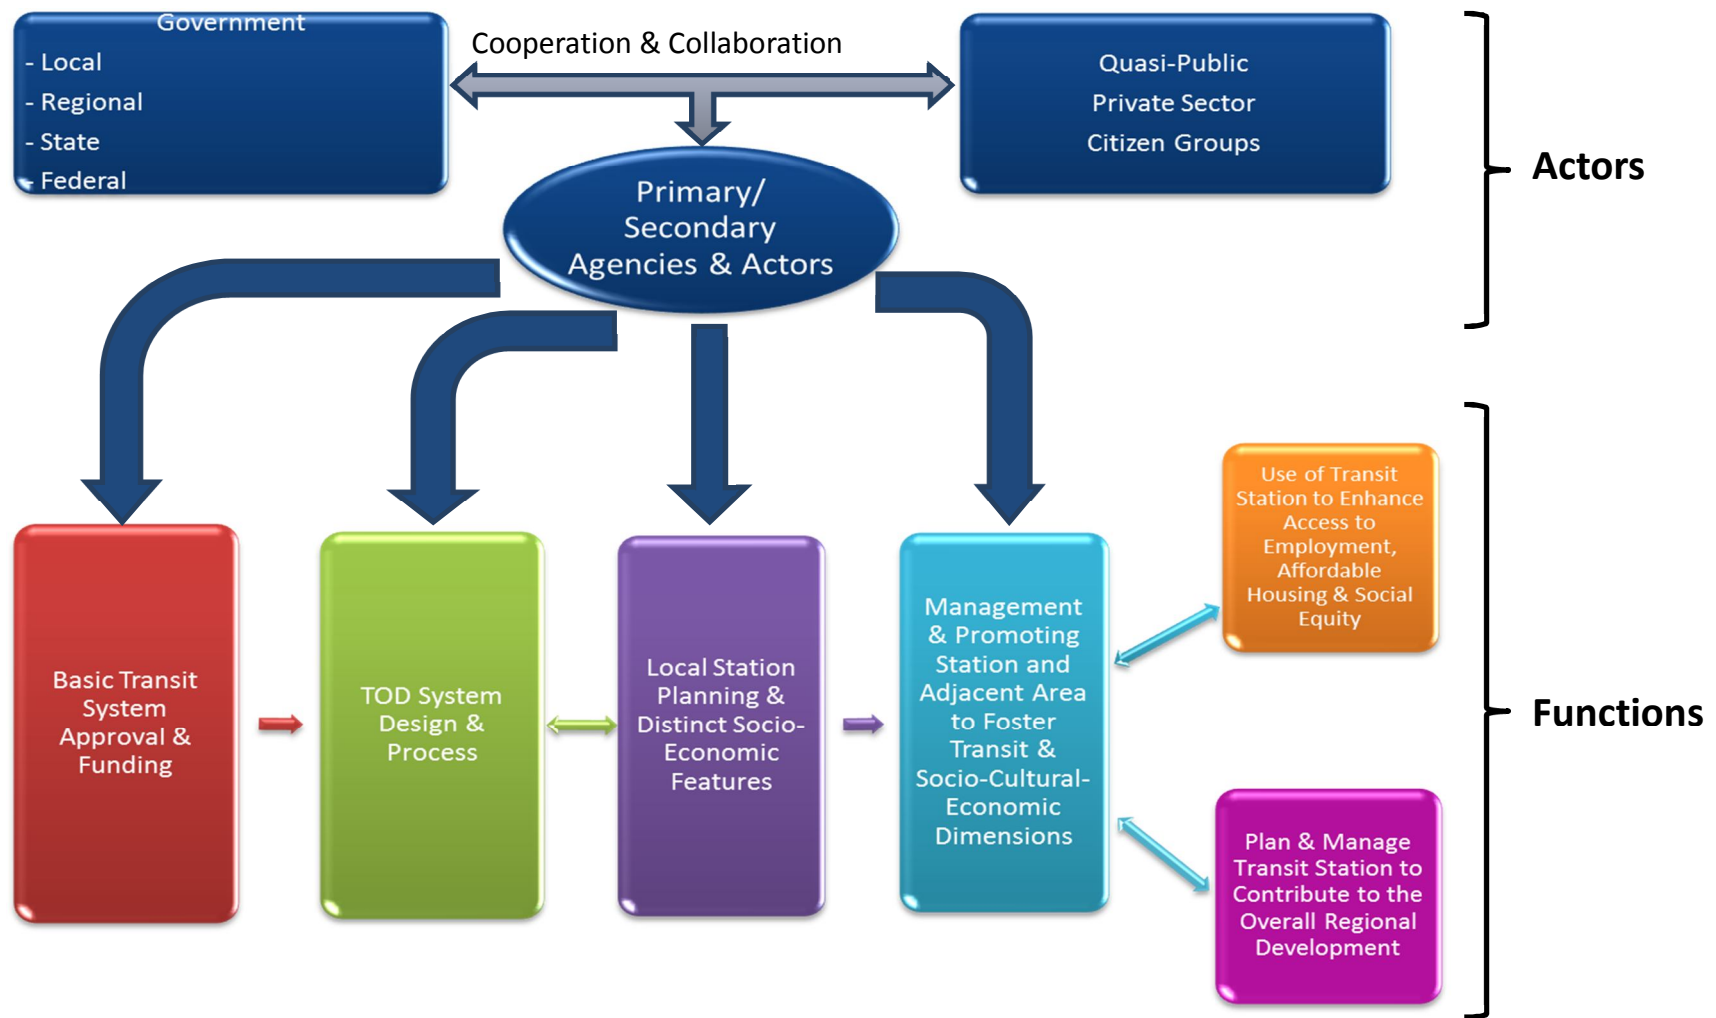 Government
- Local
- Regional
- State
- Federal
Cooperation & Collaboration
Quasi-Public
Private Sector
Citizen Groups
Actors
Primary/
Secondary
Agencies & Actors
Basic Transit
System
Approval &
Funding
TOD System
Design &
Process
Local Station
Planning &
Distinct Socio-
Economic
Features
Management
& Promoting
Station and
Adjacent Area
to Foster
Transit &
Socio-Cultural-
Economic
Dimensions
Use of Transit
Station to Enhance
Access to
Employment,
Affordable
Housing & Social
Equity
Plan & Manage
Transit Station to
Contribute to the
Overall Regional
Development
Functions